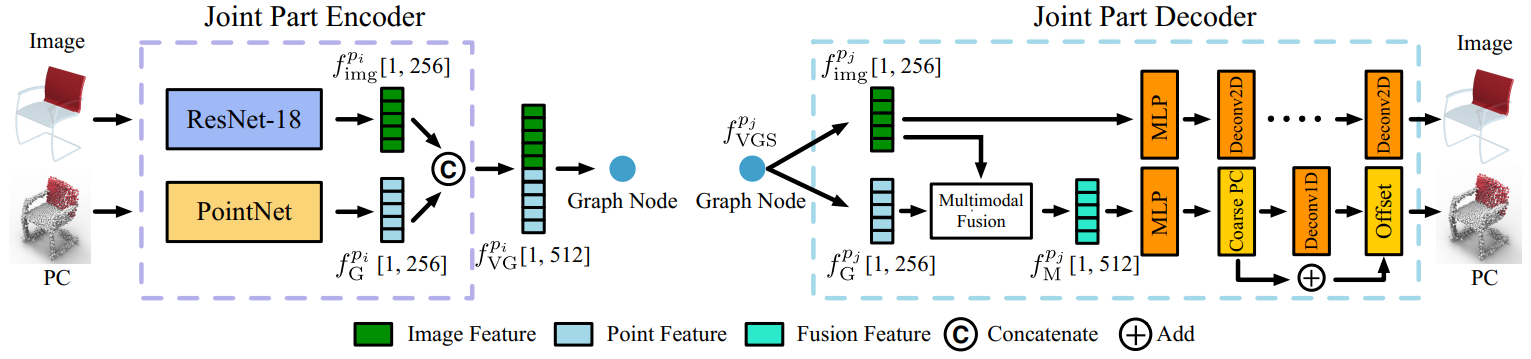 Joint Part Encoder
Image
ResNet-18
PointNet
PC
f_img^{p_i} [1, 256]
f_G^{p_i} [1, 256]
C
f_VG^{p_i} [1, 512]
Graph Node
Joint Part Decoder
f_VGS^{p_j}
Graph Node
f_img^{p_j} [1, 256]
f_G^{p_j} [1, 256]
Multimodal
Fusion
f_M^{p_j} [1, 512]
MLP
Deconv2D
Deconv2D
MLP
Coarse PC
Deconv1D
Offset
Image
PC
Image Feature
Point Feature
Fusion Feature
C Concatenate
+ Add